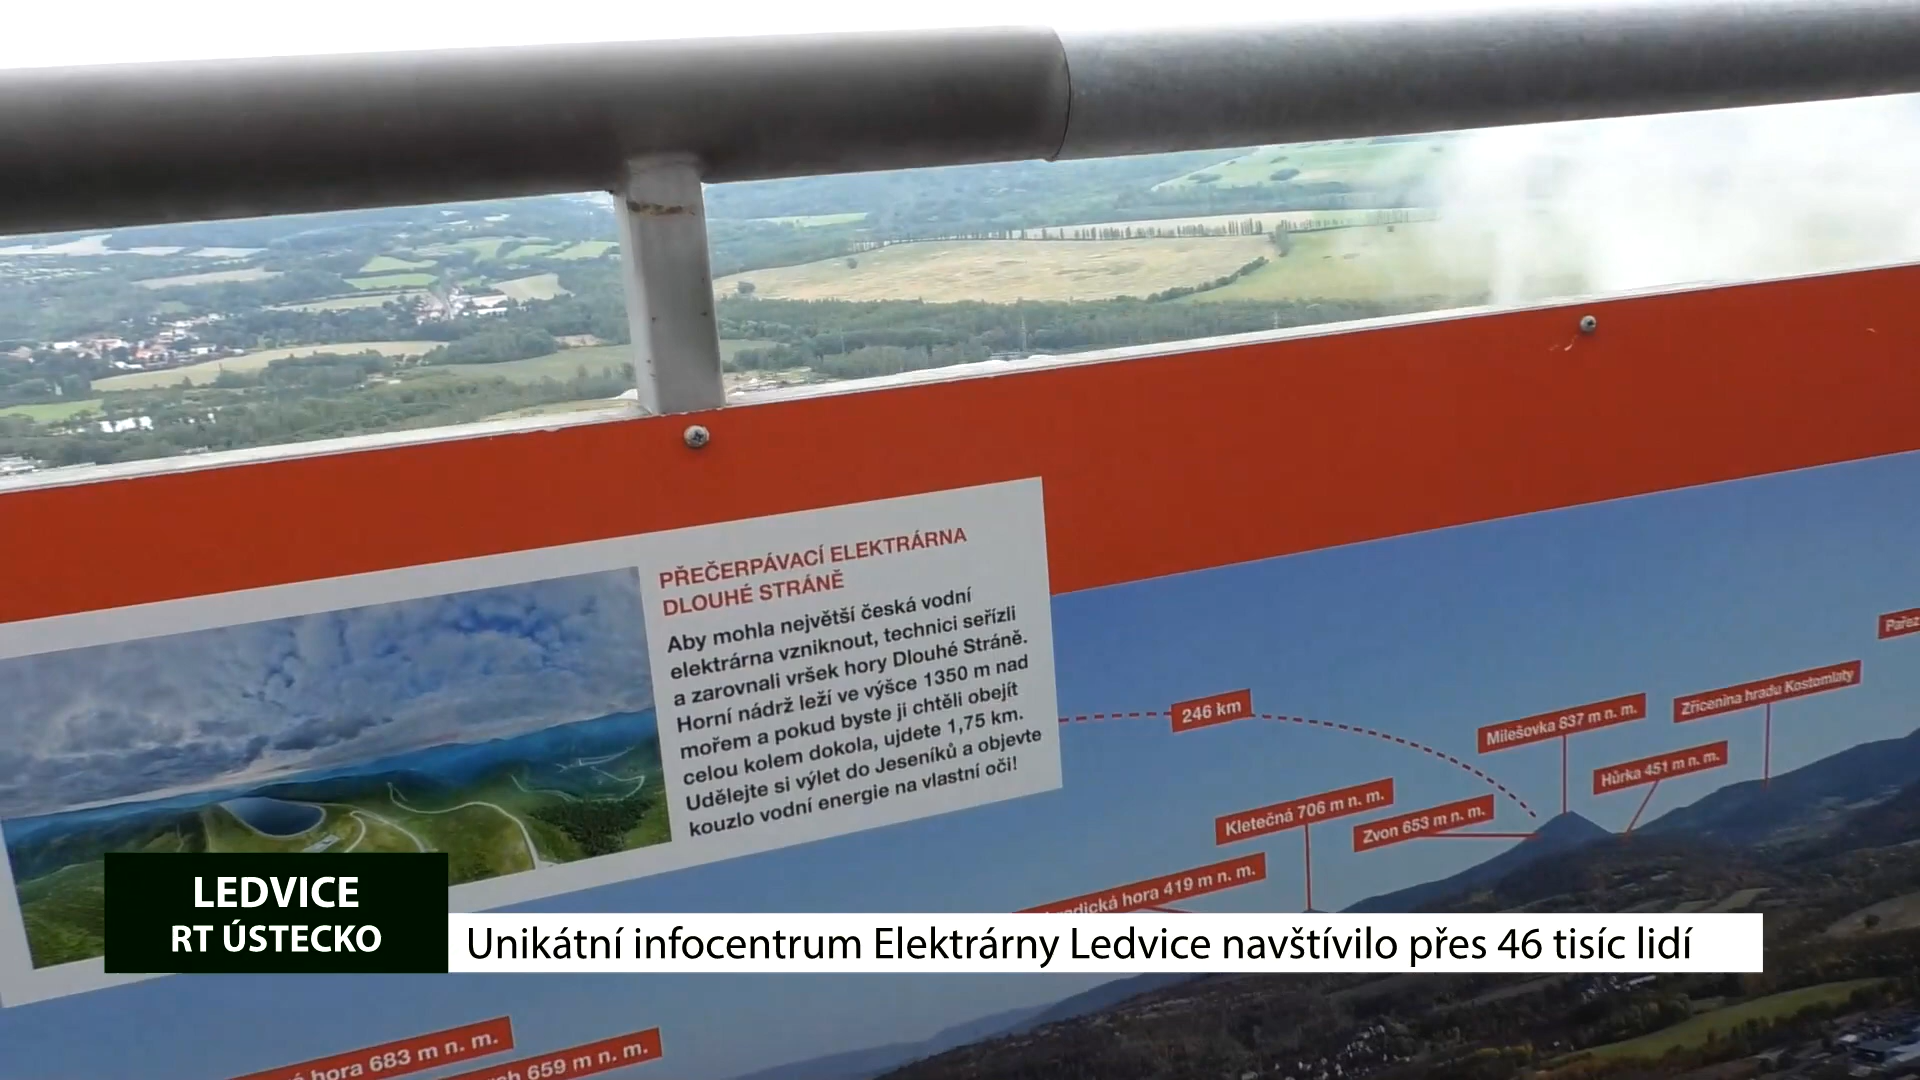 PŘEČERPÁVACÍ ELEKTRÁRNA
DLOUHÉ STRÁNĚ
Aby mohla největší česká vodní
elektrárna vzniknout, technici seřízli
a zarovnali vršek hory Dlouhé Stráně.
Horní nádrž leží ve výšce 1350 m nad
mořem a pokud byste ji chtěli obejít
celou kolem dokola, ujdete 1,75 km.
Udělejte si výlet do Jeseníků a objevte
kouzlo vodní energie na vlastní oči!
246 km
Pařez
Zřícenina hradu Kostomlaty
Milešovka 837 m n. m.
Hůrka 451 m n. m.
Kletečná 706 m n. m.
Zvon 653 m n. m.
hora 419 m n. m.
hora 683 m n. m.
659 m n. m.
LEDVICE
RT ÚSTECKO
Unikátní infocentrum Elektrárny Ledvice navštívilo přes 46 tisíc lidí